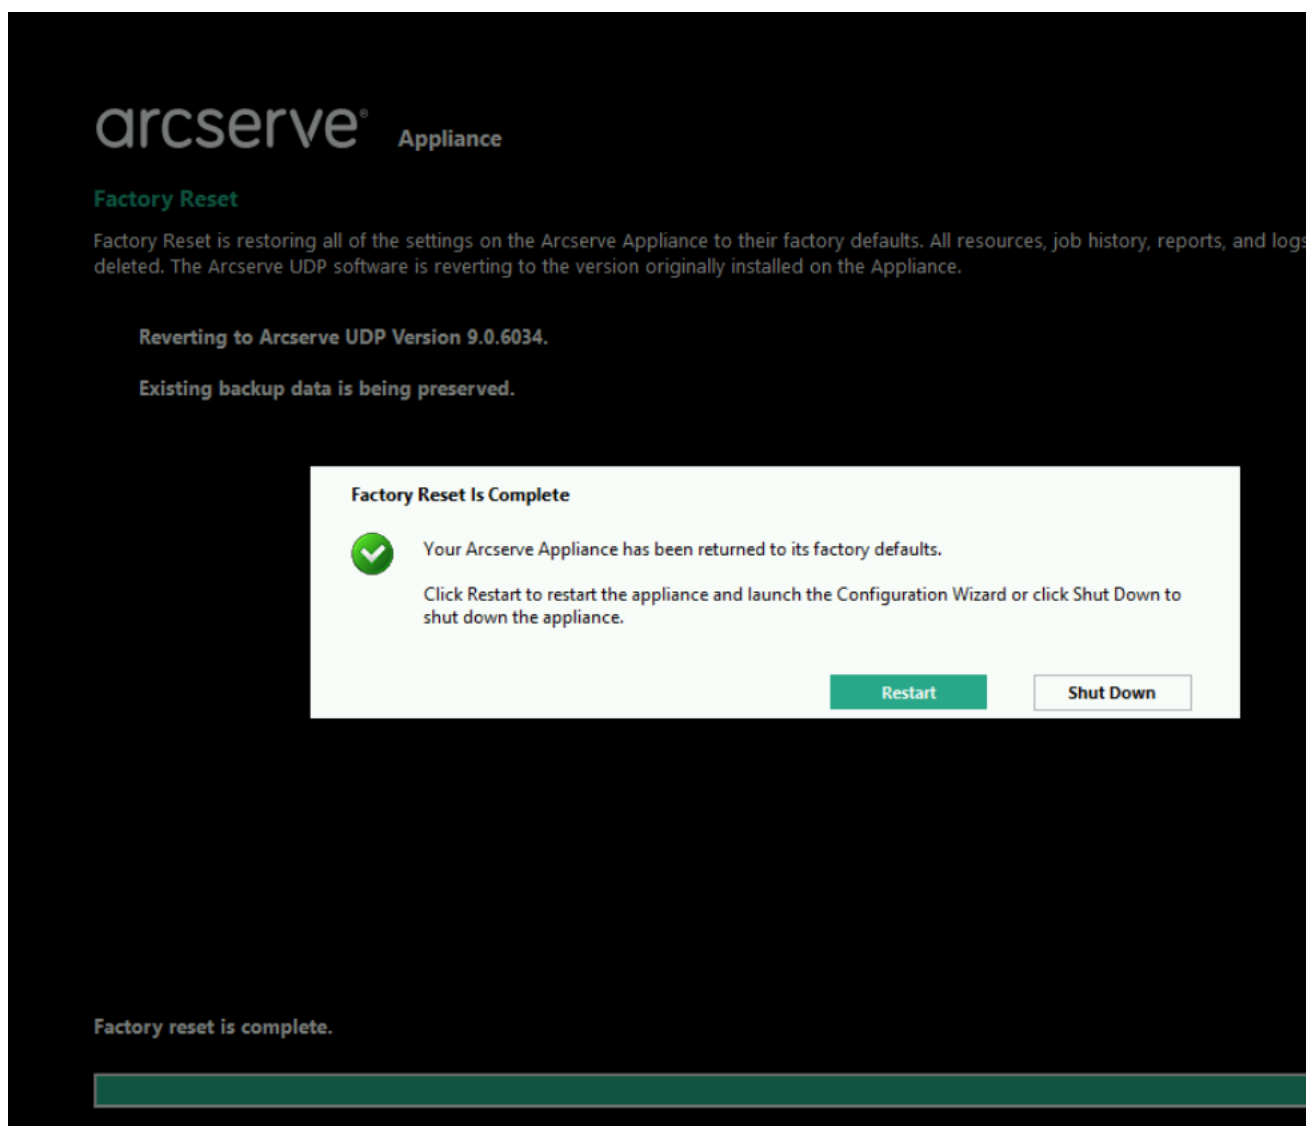 arcserve® Appliance
Factory Reset
Factory Reset is restoring all of the settings on the Arcserve Appliance to their factory defaults. All resources, job history, reports, and logs
deleted. The Arcserve UDP software is reverting to the version originally installed on the Appliance.
Reverting to Arcserve UDP Version 9.0.6034.
Existing backup data is being preserved.
Factory Reset Is Complete
Your Arcserve Appliance has been returned to its factory defaults.
Click Restart to restart the appliance and launch the Configuration Wizard or click Shut Down to
shut down the appliance.
Restart Shut Down
Factory reset is complete.